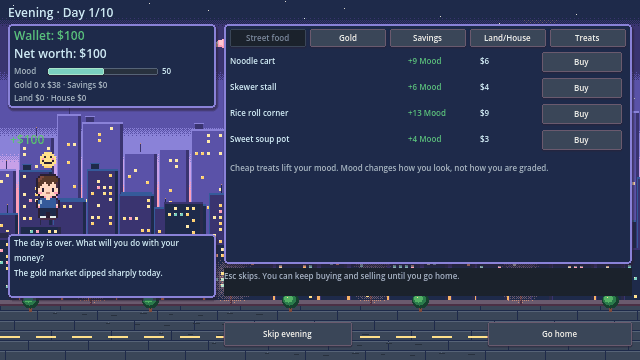 Evening · Day 1/10
Wallet: $100
Net worth: $100
Mood 50
Gold 0 x $38 · Savings $0
Land $0 · House $0
+$100
The day is over. What will you do with your
money?
The gold market dipped sharply today.
Street food Gold Savings Land/House Treats
Noodle cart +9 Mood $6 Buy
Skewer stall +6 Mood $4 Buy
Rice roll corner +13 Mood $9 Buy
Sweet soup pot +4 Mood $3 Buy
Cheap treats lift your mood. Mood changes how you look, not how you are graded.
Esc skips. You can keep buying and selling until you go home.
Skip evening Go home